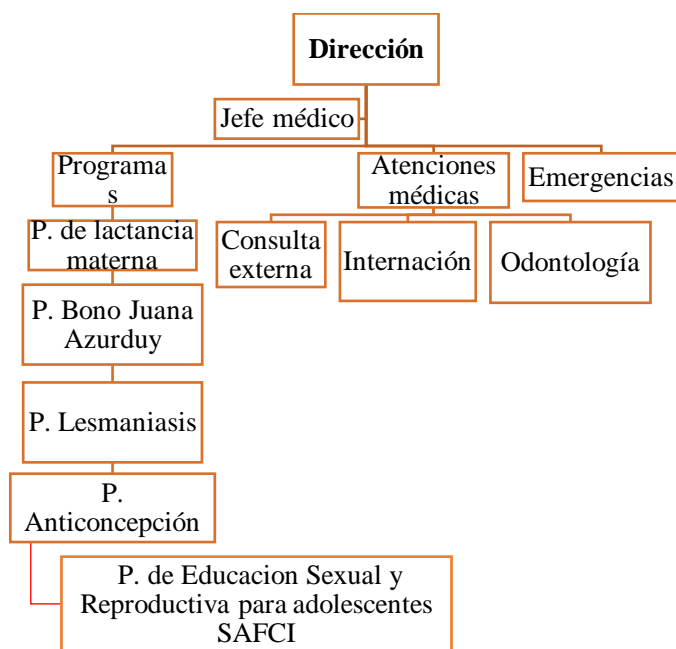 Dirección
Jefe médico
Programa
s
Atenciones
médicas
Emergencias
P. de lactancia
materna
Consulta
externa
Internación
Odontología
P. Bono Juana
Azurduy
P. Lesmaniasis
P.
Anticoncepción
P. de Educacion Sexual y
Reproductiva para adolescentes
SAFCI